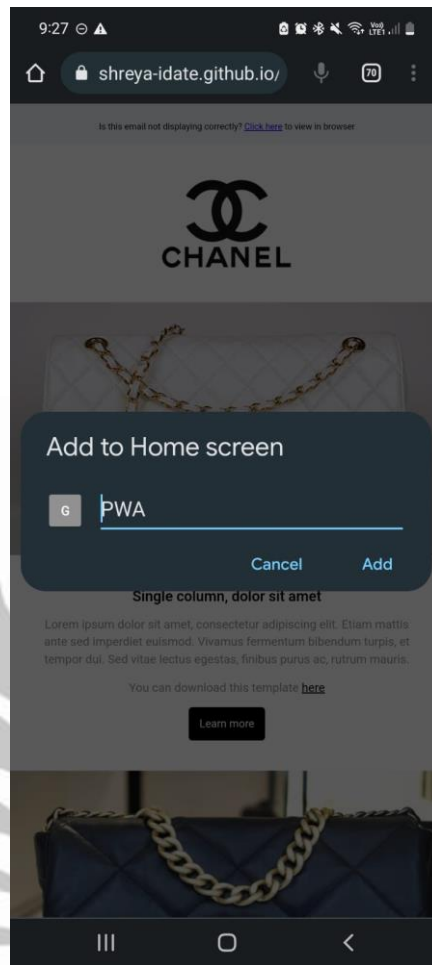 9:27
Voi)
LTE1
shreya-idate.github.io/
70
Is this email not displaying correctly? Click here to view in browser
CHANEL
Add to Home screen
G
PWA
Cancel
Add
Single column, dolor sit amet
Lorem ipsum dolor sit amet, consectetur adipiscing elit. Etiam mattis
ante sed imperdiet euismod. Vivamus fermentum bibendum turpis, et
tempor dui. Sed vitae lectus egestas, finibus purus ac, rutrum mauris.
You can download this template here
Learn more